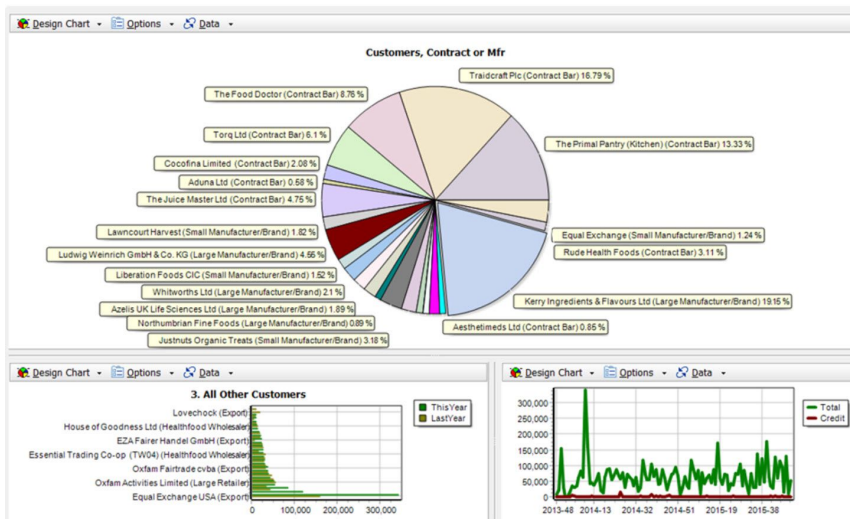 Design Chart Options Data
Customers, Contract or Mfr
Traidcraft Plc (Contract Bar) 16.79 %
The Food Doctor (Contract Bar) 8.76 %
Torq Ltd (Contract Bar) 6.1 %
The Primal Pantry (Kitchen) (Contract Bar) 13.33 %
Cocofina Limited (Contract Bar) 2.08 %
Aduna Ltd (Contract Bar) 0.58 %
The Juice Master Ltd (Contract Bar) 4.75 %
Lawncourt Harvest (Small Manufacturer/Brand) 1.82 %
Equal Exchange (Small Manufacturer/Brand) 1.24 %
Ludwig Weinrich GmbH & Co. KG (Large Manufacturer/Brand) 4.56 %
Rude Health Foods (Contract Bar) 3.11 %
Liberation Foods CIC (Small Manufacturer/Brand) 1.52 %
Whitworths Ltd (Large Manufacturer/Brand) 2.1 %
Kerry Ingredients & Flavours Ltd (Large Manufacturer/Brand) 19.15 %
Azelis UK Life Sciences Ltd (Large Manufacturer/Brand) 1.89 %
Northumbrian Fine Foods (Large Manufacturer/Brand) 0.89 %
Aesthetimeds Ltd (Contract Bar) 0.85 %
Justnuts Organic Treats (Small Manufacturer/Brand) 3.18 %
Design Chart Options Data
3. All Other Customers
ThisYear
LastYear
Lovechock (Export)
House of Goodness Ltd (Healthfood Wholesaler)
EZA Fairer Handel GmbH (Export)
Essential Trading Co-op (TW04) (Healthfood Wholesaler)
Oxfam Fairtrade cvba (Export)
Oxfam Activities Limited (Large Retailer)
Equal Exchange USA (Export)
0 100,000 200,000 300,000
Design Chart Options Data
Total
Credit
300,000
250,000
200,000
150,000
100,000
50,000
0
2013-48 2014-13 2014-32 2014-51 2015-19 2015-38